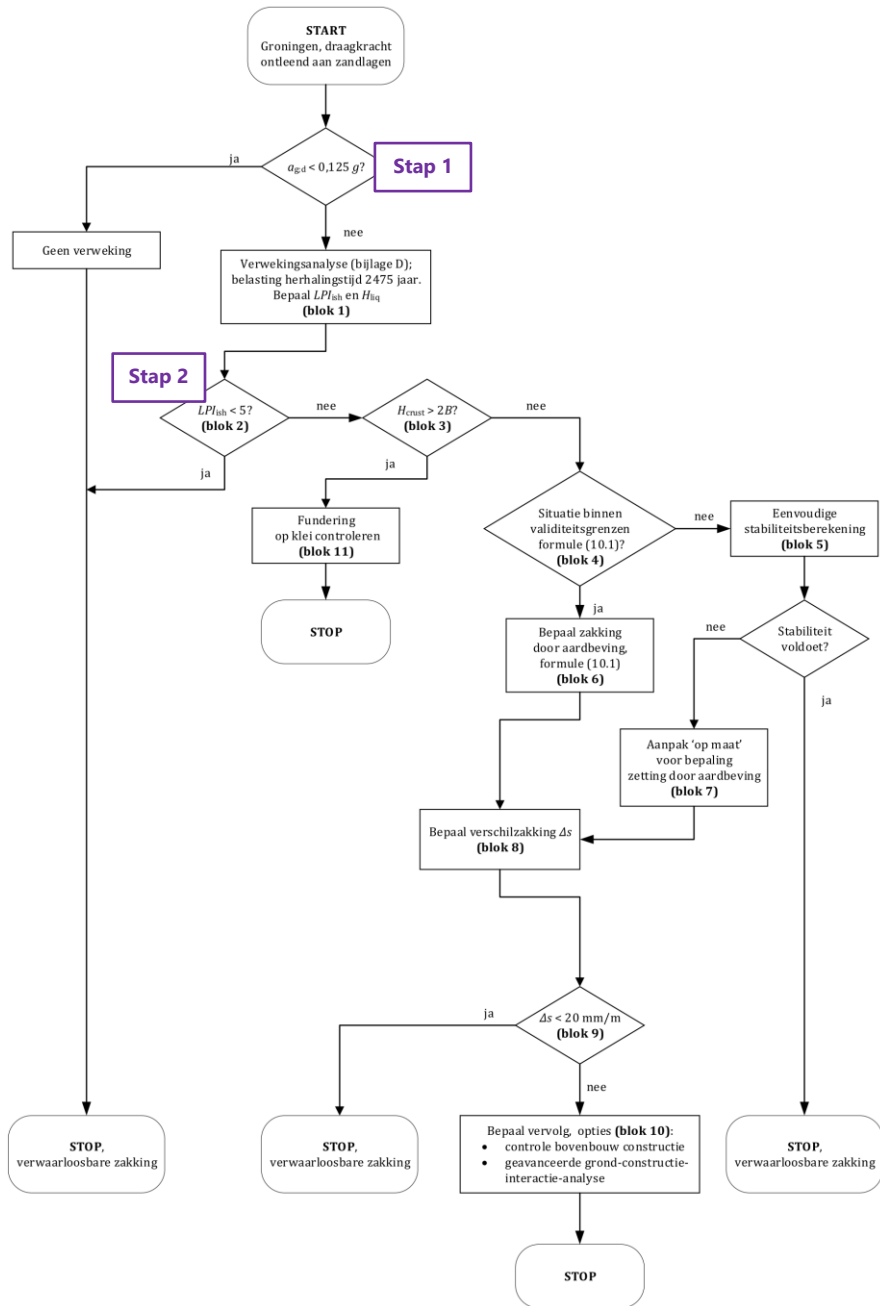 START
Groningen, draagkracht
ontleend aan zandlagen
ja
a_g;d < 0,125 g?
Stap 1
nee
Geen verweking
Verwekingsanalyse (bijlage D);
belasting herhalingstijd 2475 jaar.
Bepaal LPI_ish en H_liq
(blok 1)
Stap 2
LPI_ish < 5?
(blok 2)
nee
H_crust > 2B?
(blok 3)
nee
ja
ja
Fundering
op klei controleren
(blok 11)
STOP
Situatie binnen
validiteitsgrenzen
formule (10.1)?
(blok 4)
nee
Eenvoudige
stabiliteitsberekening
(blok 5)
ja
Bepaal zakking
door aardbeving,
formule (10.1)
(blok 6)
nee
Stabiliteit
voldoet?
ja
Aanpak ‘op maat’
voor bepaling
zetting door aardbeving
(blok 7)
Bepaal verschilzakking Δs
(blok 8)
ja
Δs < 20 mm/m
(blok 9)
nee
STOP,
verwaarloosbare zakking
STOP,
verwaarloosbare zakking
Bepaal vervolg, opties (blok 10):
• controle bovenbouw constructie
• geavanceerde grond-constructie-
interactie-analyse
STOP,
verwaarloosbare zakking
STOP